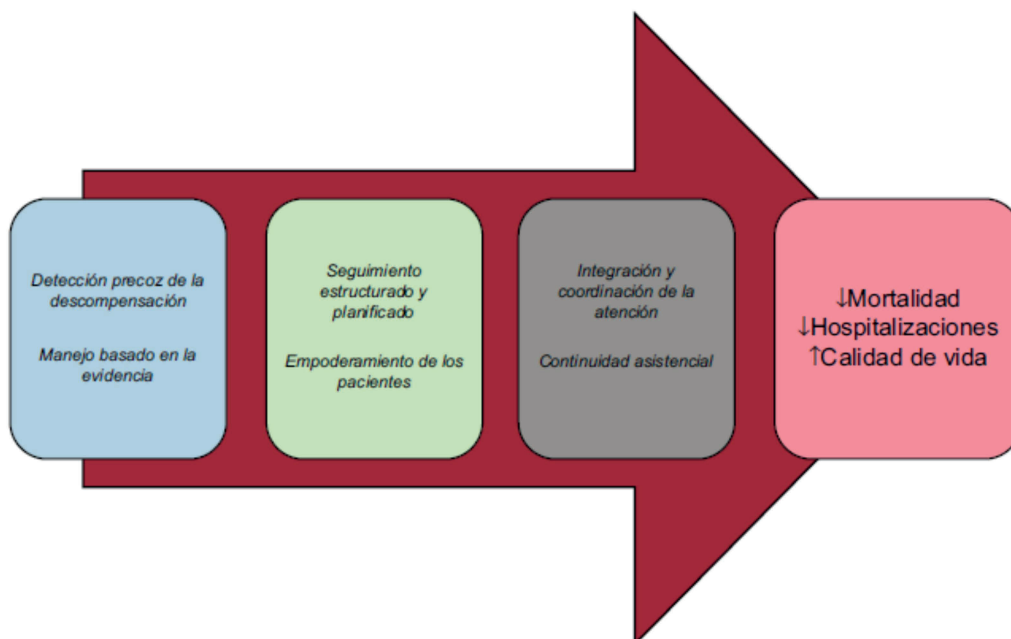 Detección precoz de la
descompensación
Manejo basado en la
evidencia
Seguimiento
estructurado y
planificado
Empoderamiento de los
pacientes
Integración y
coordinación de la
atención
Continuidad asistencial
↓Mortalidad
↓Hospitalizaciones
↑Calidad de vida